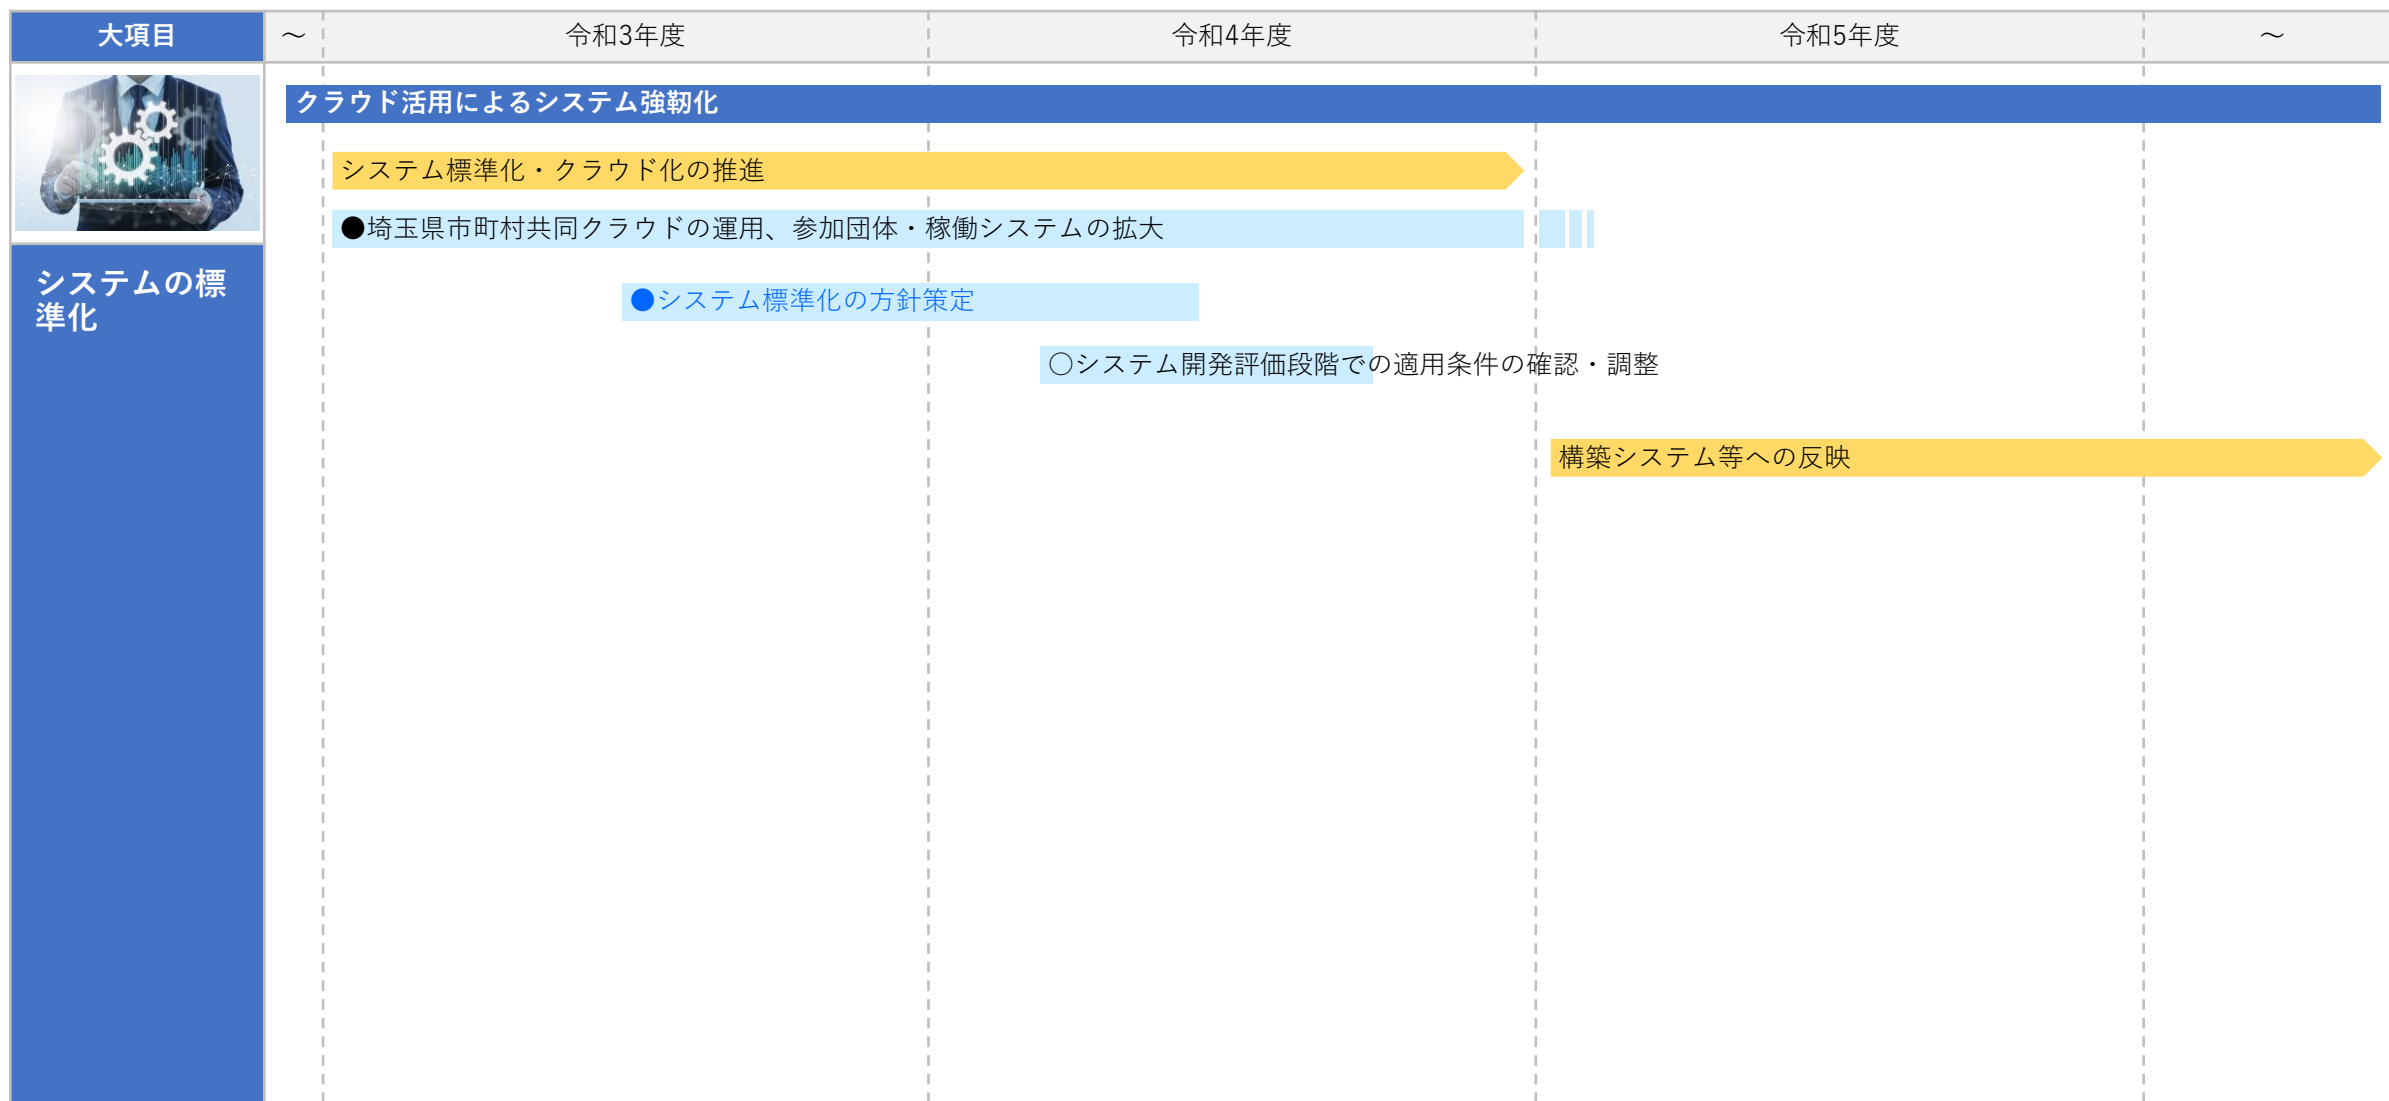 大項目
～
令和3年度
令和4年度
令和5年度
～
クラウド活用によるシステム強靭化
システム標準化・クラウド化の推進
●埼玉県市町村共同クラウドの運用、参加団体・稼働システムの拡大
システムの標
準化
●システム標準化の方針策定
○システム開発評価段階での適用条件の確認・調整
構築システム等への反映